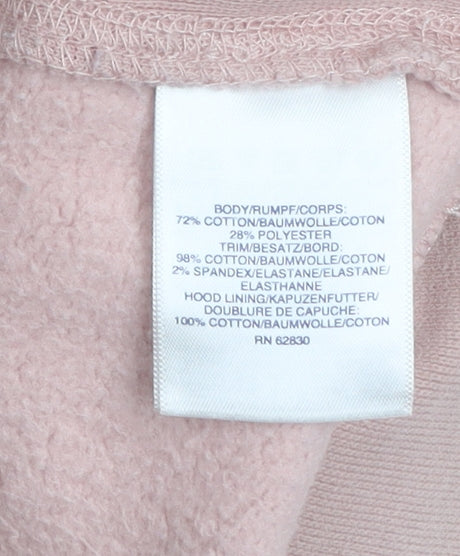 BODY/RUMPF/CORPS:
72% COTTON/BAUMWOLLE/COTON
28% POLYESTER
TRIM/BESATZ/BORD:
98% COTTON/BAUMWOLLE/COTON
2% SPANDEX/ELASTANE/ELASTANE/
ELASTHANNE
HOOD LINING/KAPUZENFUTTER/
DOUBLURE DE CAPUCHE:
100% COTTON/BAUMWOLLE/COTON
RN 62830